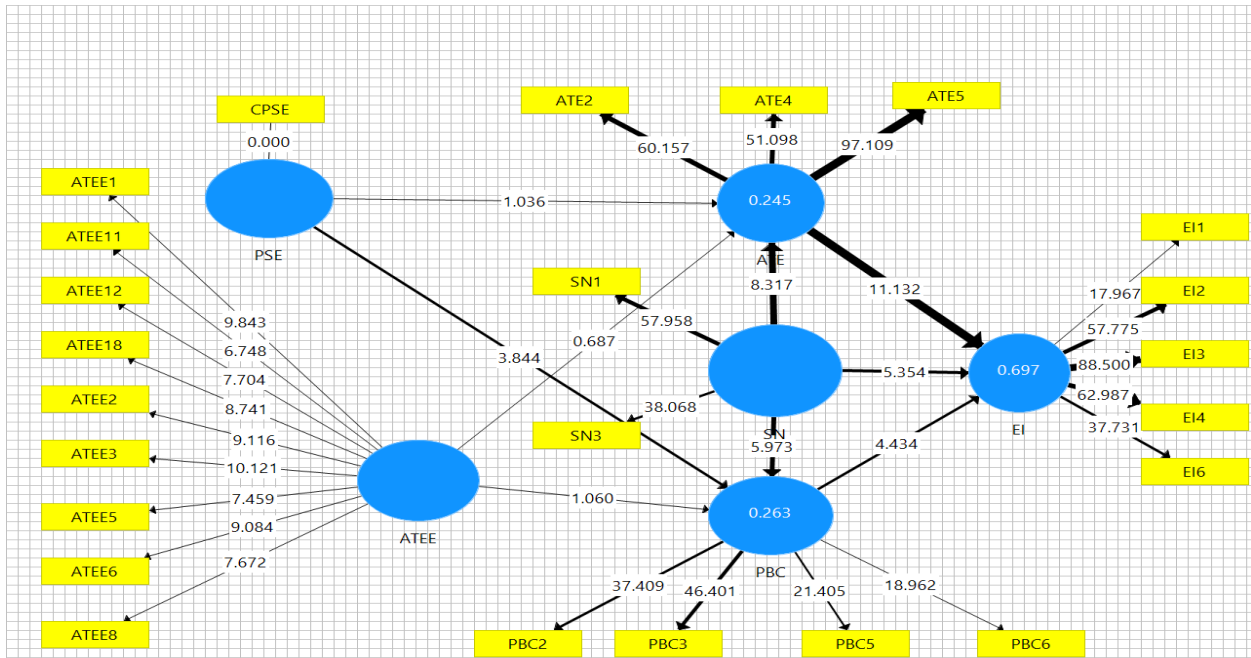 ATE2
ATE4
ATE5
CPSE
0.000
60.157
51.098
97.109
ATEE1
ATEE11
ATEE12
ATEE18
ATEE2
ATEE3
ATEE5
ATEE6
ATEE8
PSE
1.036
0.245
ATE
8.317
11.132
SN1
57.958
3.844
0.687
9.843
6.748
7.704
8.741
9.116
10.121
7.459
9.084
7.672
ATEE
38.068
SN3
SN
5.973
5.354
4.434
0.697
EI
EI1
17.967
EI2
57.775
EI3
88.500
EI4
62.987
37.731
EI6
1.060
0.263
PBC
37.409
46.401
21.405
18.962
PBC2
PBC3
PBC5
PBC6